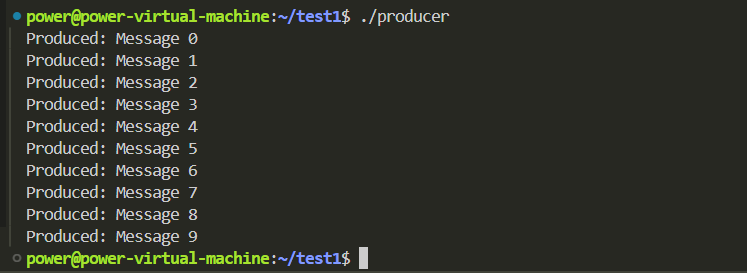 power@power-virtual-machine:~/test1$ ./producer
Produced: Message 0
Produced: Message 1
Produced: Message 2
Produced: Message 3
Produced: Message 4
Produced: Message 5
Produced: Message 6
Produced: Message 7
Produced: Message 8
Produced: Message 9
power@power-virtual-machine:~/test1$